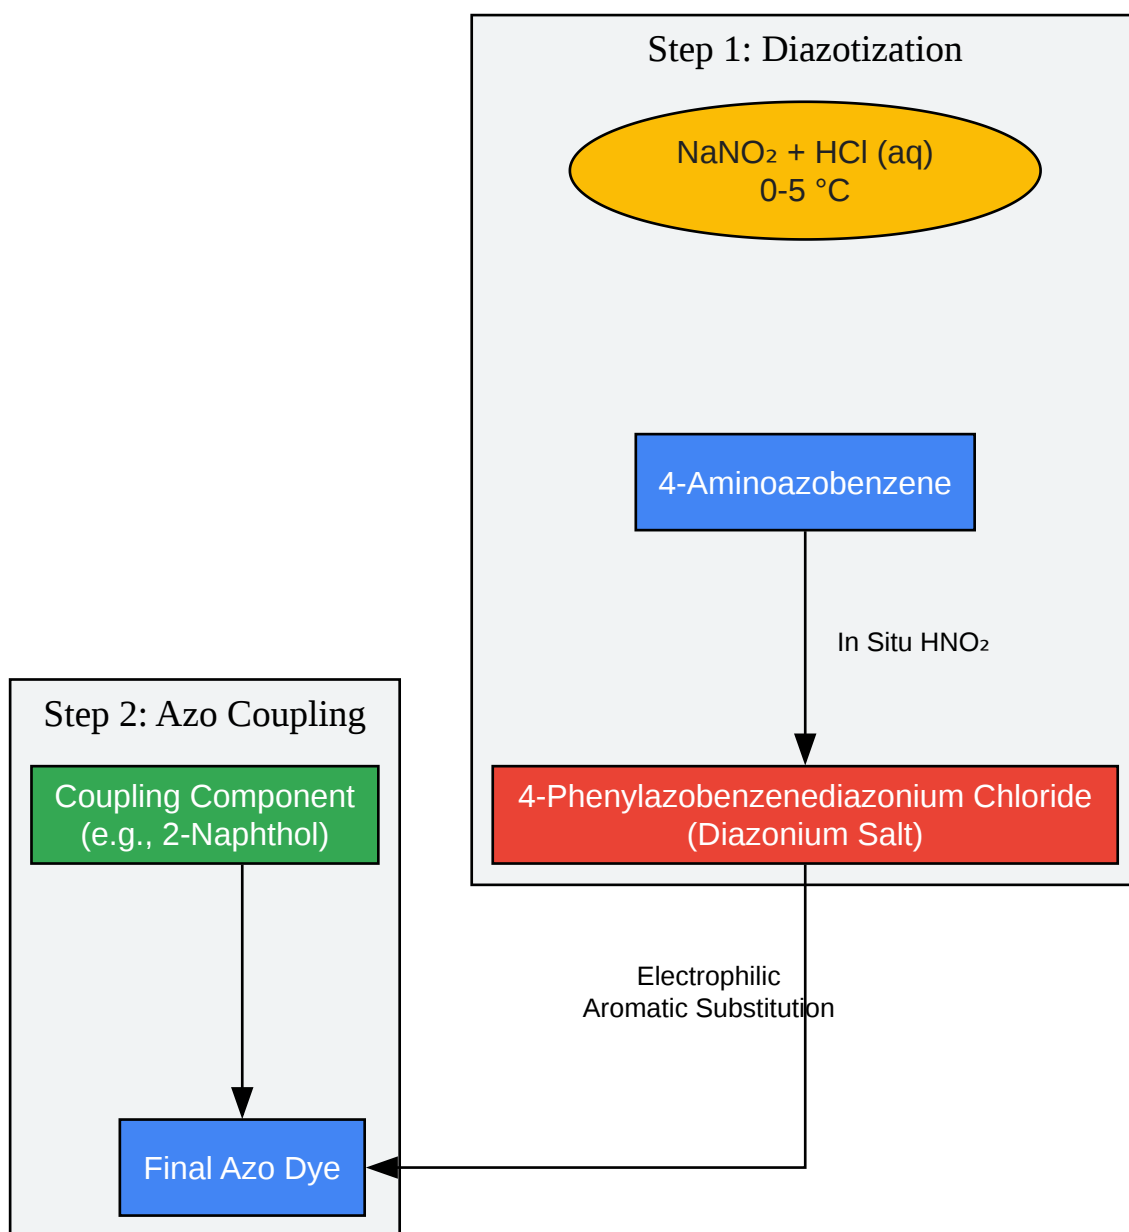 Step 1: Diazotization
NaNO₂ + HCl (aq)
0-5 °C
4-Aminoazobenzene
In Situ HNO₂
4-Phenylazobenzenediazonium Chloride
(Diazonium Salt)
Step 2: Azo Coupling
Coupling Component
(e.g., 2-Naphthol)
Electrophilic
Aromatic Substitution
Final Azo Dye